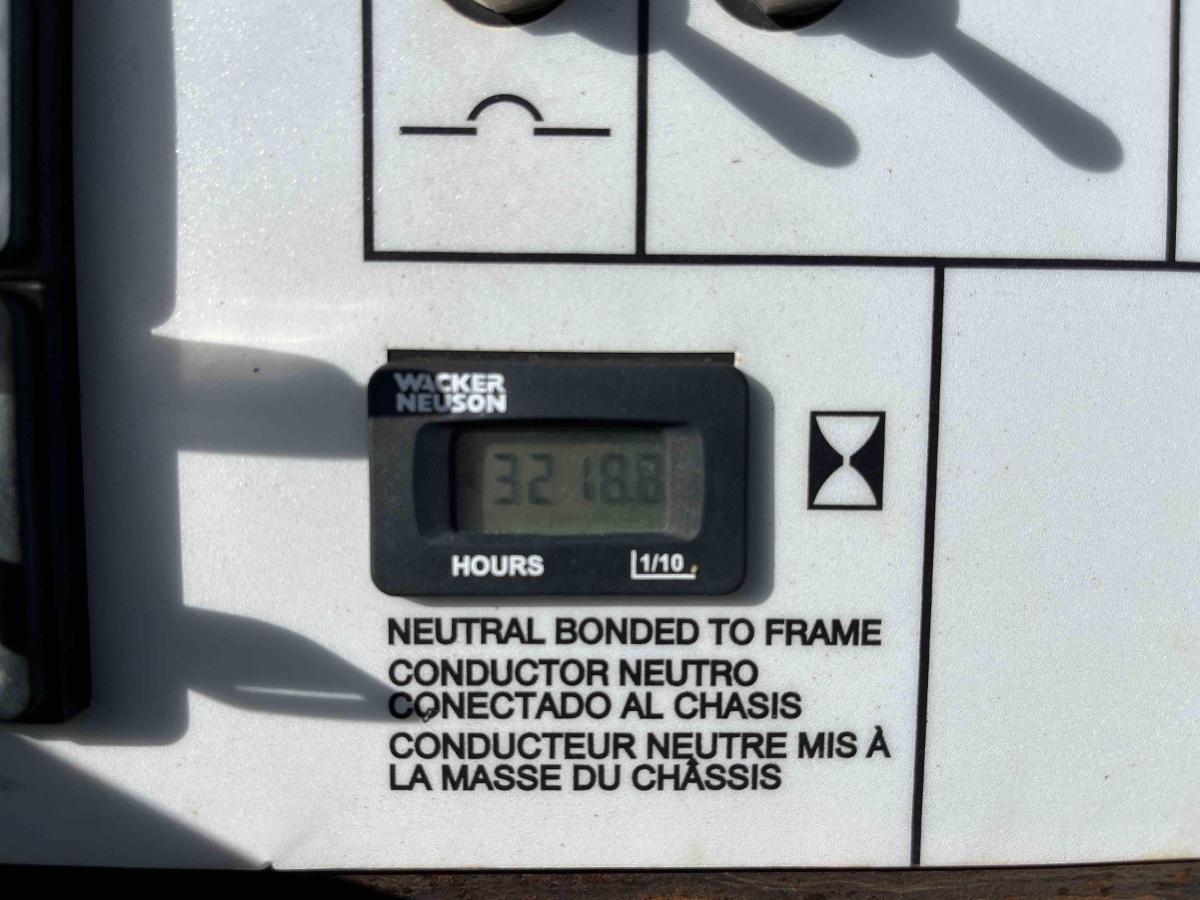 WACKER
NEUSON
3218.8
HOURS
1/10
NEUTRAL BONDED TO FRAME
CONDUCTOR NEUTRO
CONECTADO AL CHASIS
CONDUCTEUR NEUTRE MIS À
LA MASSE DU CHÂSSIS